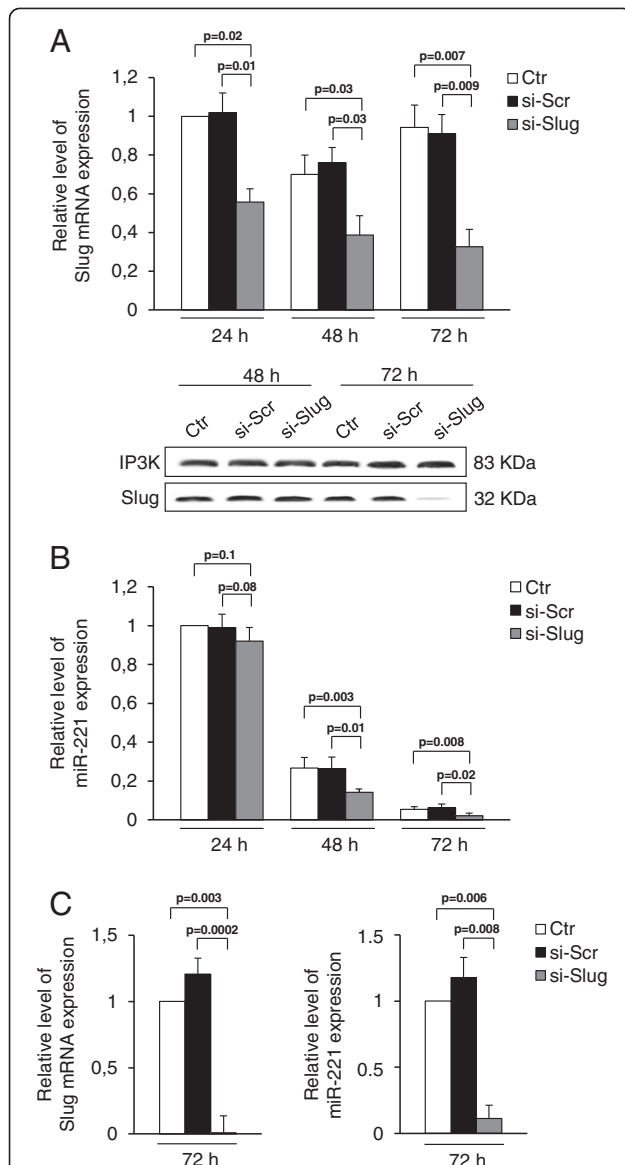 A
p=0.02
p=0.01
p=0.03
p=0.03
p=0.007
p=0.009
Ctr
si-Scr
si-Slug
Relative level of
Slug mRNA expression
1,2
1
0,8
0,6
0,4
0,2
0
24 h
48 h
72 h
48 h
72 h
Ctr
si-Scr
si-Slug
Ctr
si-Scr
si-Slug
IP3K
83 KDa
Slug
32 KDa
B
p=0.1
p=0.08
p=0.003
p=0.01
p=0.008
p=0.02
Ctr
si-Scr
si-Slug
Relative level of
miR-221 expression
1,2
1
0,8
0,6
0,4
0,2
0
24 h
48 h
72 h
C
p=0.003
p=0.0002
Relative level of
Slug mRNA expression
1,5
1
0,5
0
72 h
p=0.006
p=0.008
Ctr
si-Scr
si-Slug
Relative level of
miR-221 expression
1.5
1
0.5
0
72 h